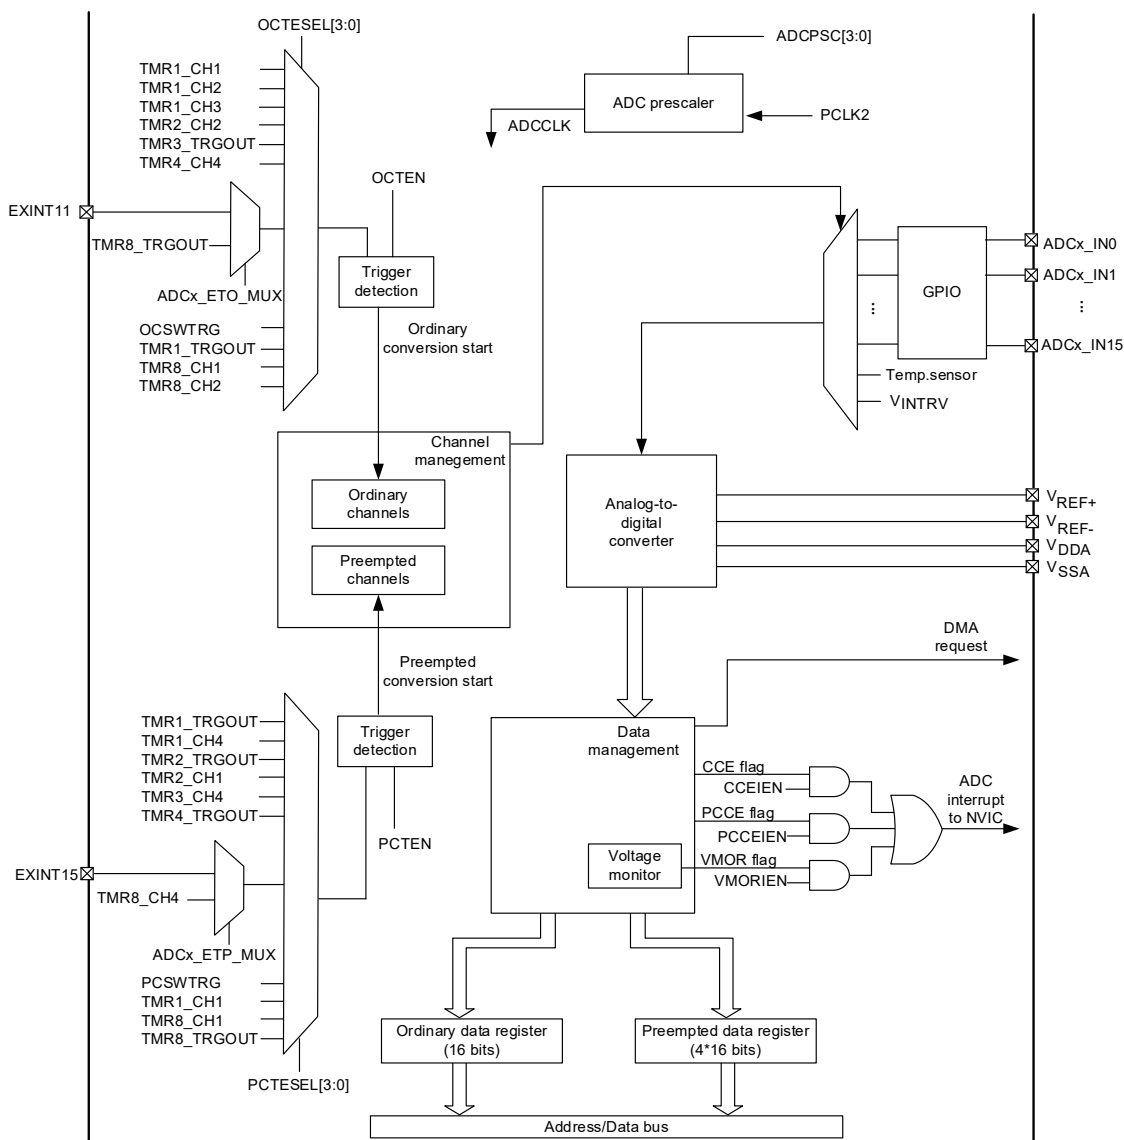 OCTESEL[3:0]
TMR1_CH1
TMR1_CH2
TMR1_CH3
TMR2_CH2
TMR3_TRGOUT
TMR4_CH4
EXINT11
TMR8_TRGOUT
ADCx_ETO_MUX
OCSWTRG
TMR1_TRGOUT
TMR8_CH1
TMR8_CH2
OCTEN
Trigger
detection
Ordinary
conversion start
ADCPSC[3:0]
ADC prescaler
ADCCLK
PCLK2
GPIO
...
ADCx_IN0
ADCx_IN1
...
ADCx_IN15
Temp.sensor
VINTRV
Channel
manegement
Ordinary
channels
Preempted
channels
Analog-to-
digital
converter
VREF+
VREF-
VDDA
VSSA
Preempted
conversion start
Trigger
detection
PCTEN
TMR1_TRGOUT
TMR1_CH4
TMR2_TRGOUT
TMR2_CH1
TMR3_CH4
TMR4_TRGOUT
EXINT15
TMR8_CH4
ADCx_ETP_MUX
PCSWTRG
TMR1_CH1
TMR8_CH1
TMR8_TRGOUT
PCTESEL[3:0]
DMA
request
Data
management
Voltage
monitor
CCE flag
CCEIEN
PCCE flag
PCCEIEN
VMOR flag
VMORIEN
ADC
interrupt
to NVIC
Ordinary data register
(16 bits)
Preempted data register
(4*16 bits)
Address/Data bus